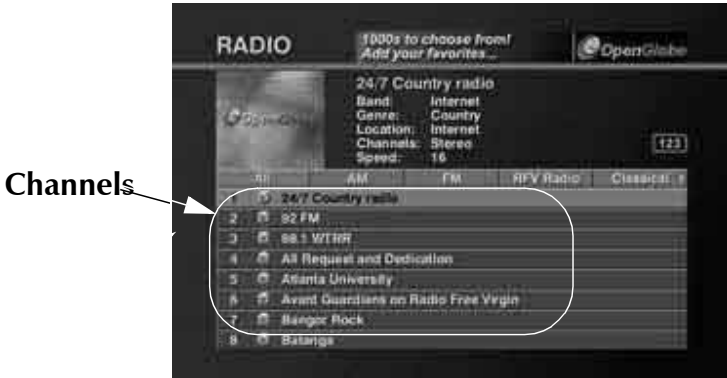 RADIO
1000s to choose from!
Add your favorites...
OpenGlobe
24/7 Country radio
Band: Internet
Genre: Country
Location: Internet
Channels: Stereo
Speed: 16
123
OpenGlobe
All AM FM RFV Radio Classical
Channels
1 24/7 Country radio
2 92 FM
3 98.1 WTRR
4 All Request and Dedication
5 Atlanta University
6 Avant Guardians on Radio Free Virgin
7 Bangor Rock
8 Batanga